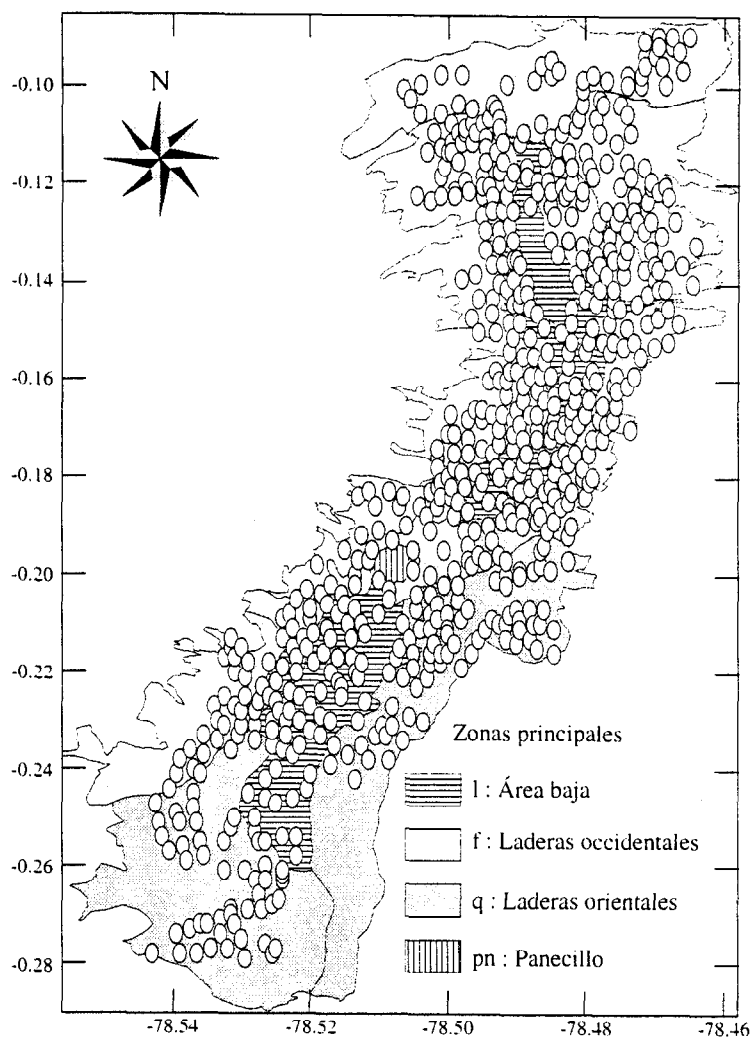 N
-0.10
-0.12
-0.14
-0.16
-0.18
-0.20
-0.22
-0.24
-0.26
-0.28
Zonas principales
l : Área baja
f : Laderas occidentales
q : Laderas orientales
pn : Panecillo
-78.54
-78.52
-78.50
-78.48
-78.46